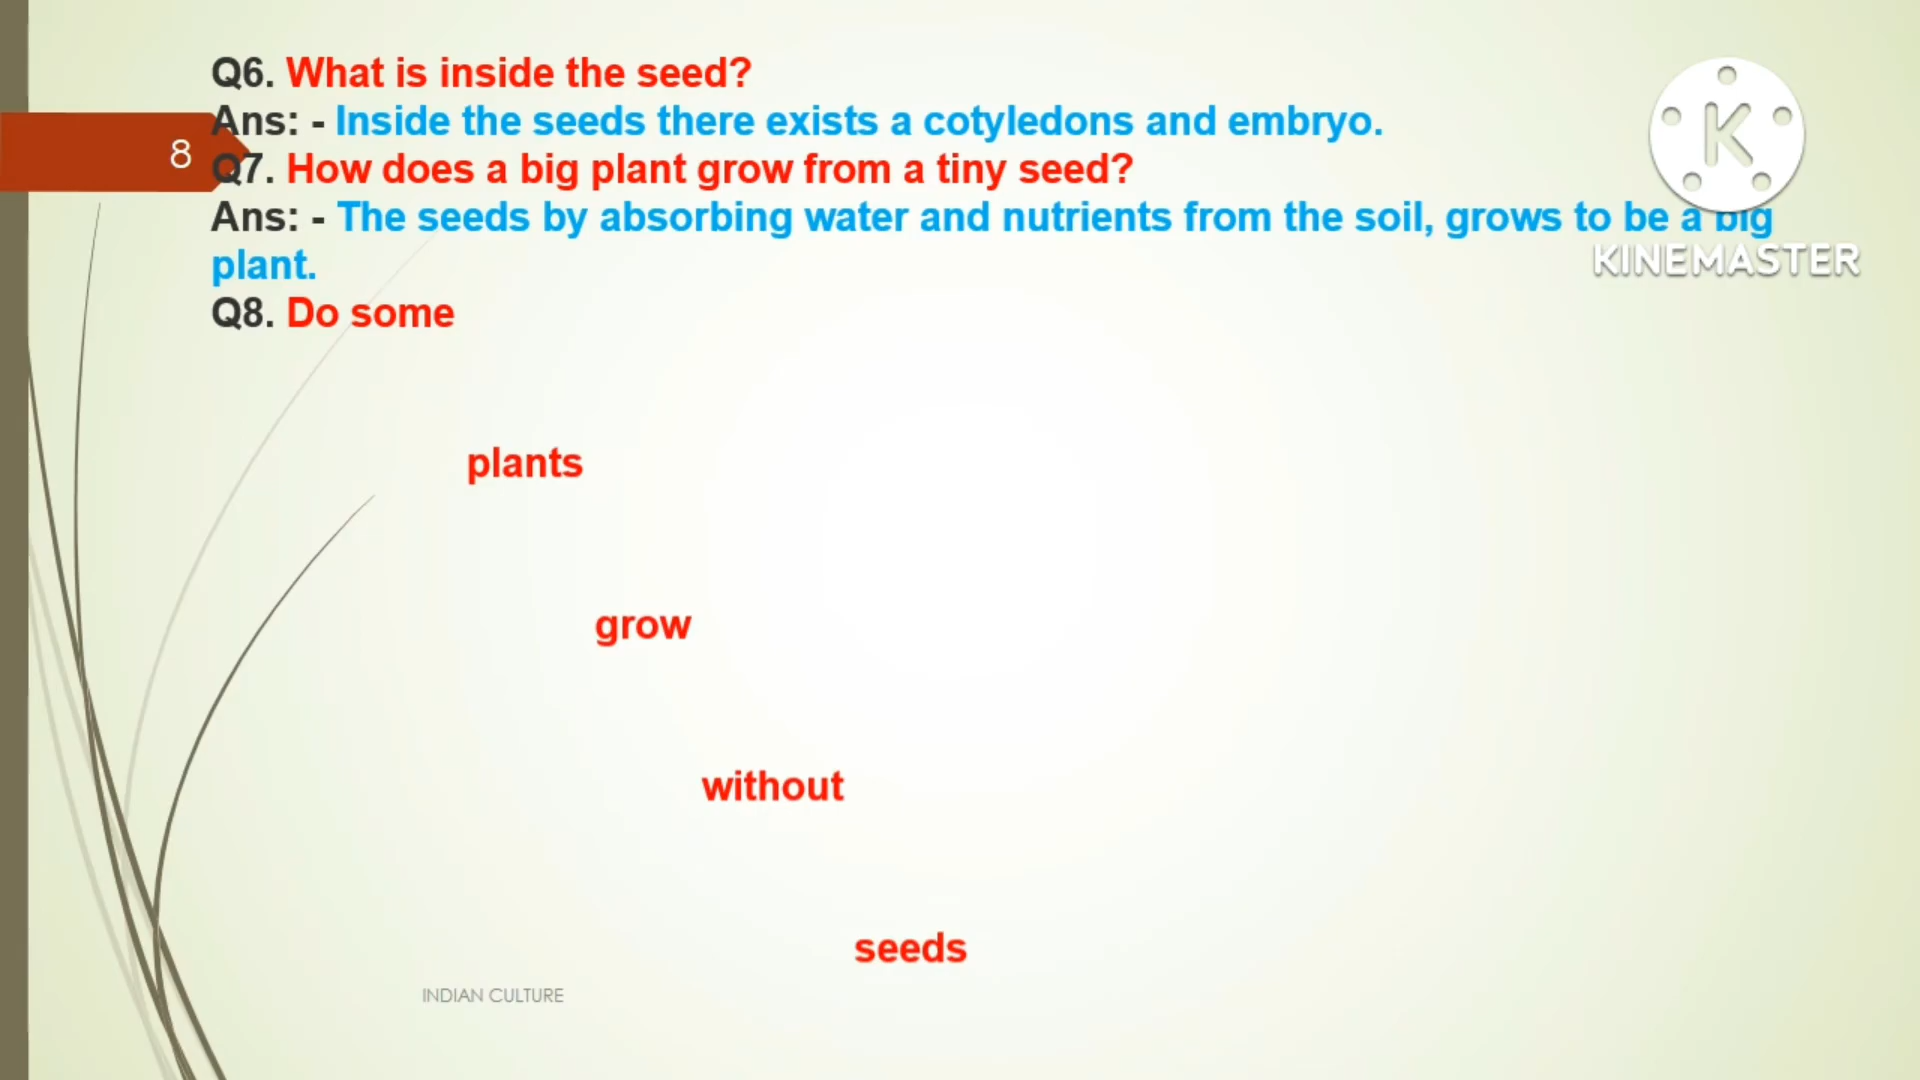 Q6. What is inside the seed?
Ans: - Inside the seeds there exists a cotyledons and embryo.
8
Q7. How does a big plant grow from a tiny seed?
Ans: - The seeds by absorbing water and nutrients from the soil, grows to be a big
plant.
Q8. Do some
plants
grow
without
seeds
INDIAN CULTURE
K
KINEMASTER